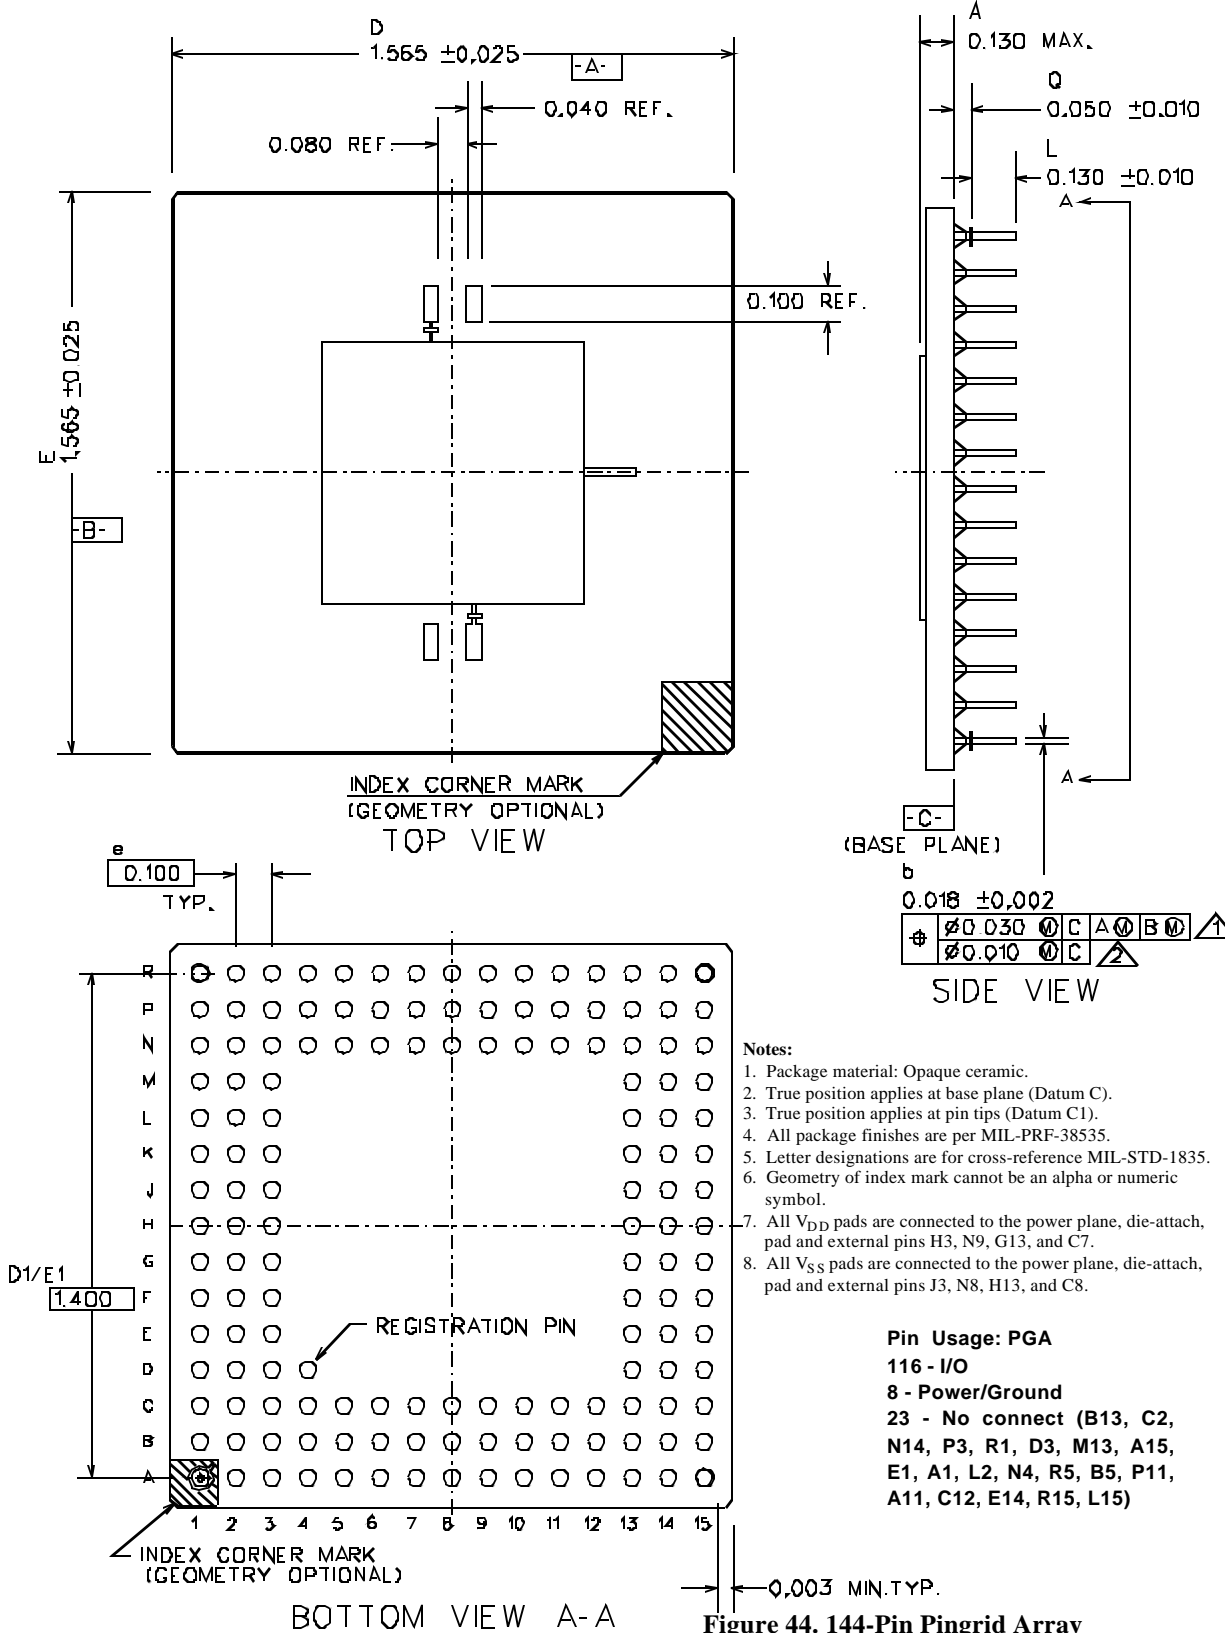 D
1.565 ±0.025
-A-
0.040 REF.
0.080 REF.
A
0.130 MAX.
Q
0.050 ±0.010
L
0.130 ±0.010
A
0.100 REF.
E
1.565 ±0.025
-B-
INDEX CORNER MARK
(GEOMETRY OPTIONAL)
TOP VIEW
A
-C-
(BASE PLANE)
b
0.018 ±0.002
⌖ Ø0.030 Ⓜ C A Ⓜ B Ⓜ 1
Ø0.010 Ⓜ C 2
SIDE VIEW
e
0.100
TYP.
R
P
N
M
L
K
J
H
G
F
E
D
C
B
A
D1/E1
1.400
REGISTRATION PIN
1 2 3 4 5 6 7 8 9 10 11 12 13 14 15
INDEX CORNER MARK
(GEOMETRY OPTIONAL)
0.003 MIN.TYP.
BOTTOM VIEW A-A
Notes:
1. Package material: Opaque ceramic.
2. True position applies at base plane (Datum C).
3. True position applies at pin tips (Datum C1).
4. All package finishes are per MIL-PRF-38535.
5. Letter designations are for cross-reference MIL-STD-1835.
6. Geometry of index mark cannot be an alpha or numeric
symbol.
7. All VDD pads are connected to the power plane, die-attach,
pad and external pins H3, N9, G13, and C7.
8. All VSS pads are connected to the power plane, die-attach,
pad and external pins J3, N8, H13, and C8.
Pin Usage: PGA
116 - I/O
8 - Power/Ground
23 - No connect (B13, C2,
N14, P3, R1, D3, M13, A15,
E1, A1, L2, N4, R5, B5, P11,
A11, C12, E14, R15, L15)
Figure 44. 144-Pin Pingrid Array